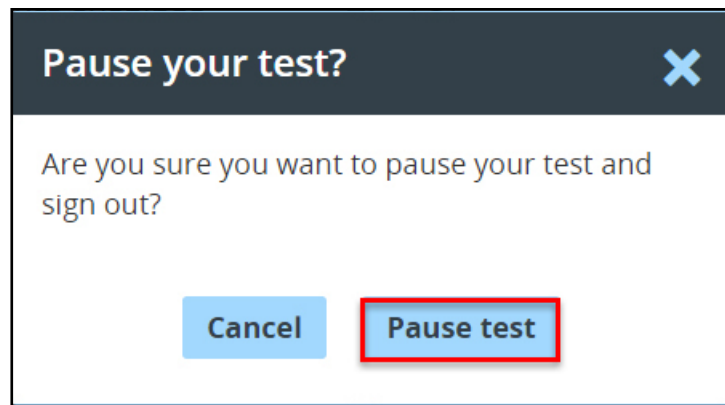 Pause your test?
Are you sure you want to pause your test and
sign out?
Cancel
Pause test